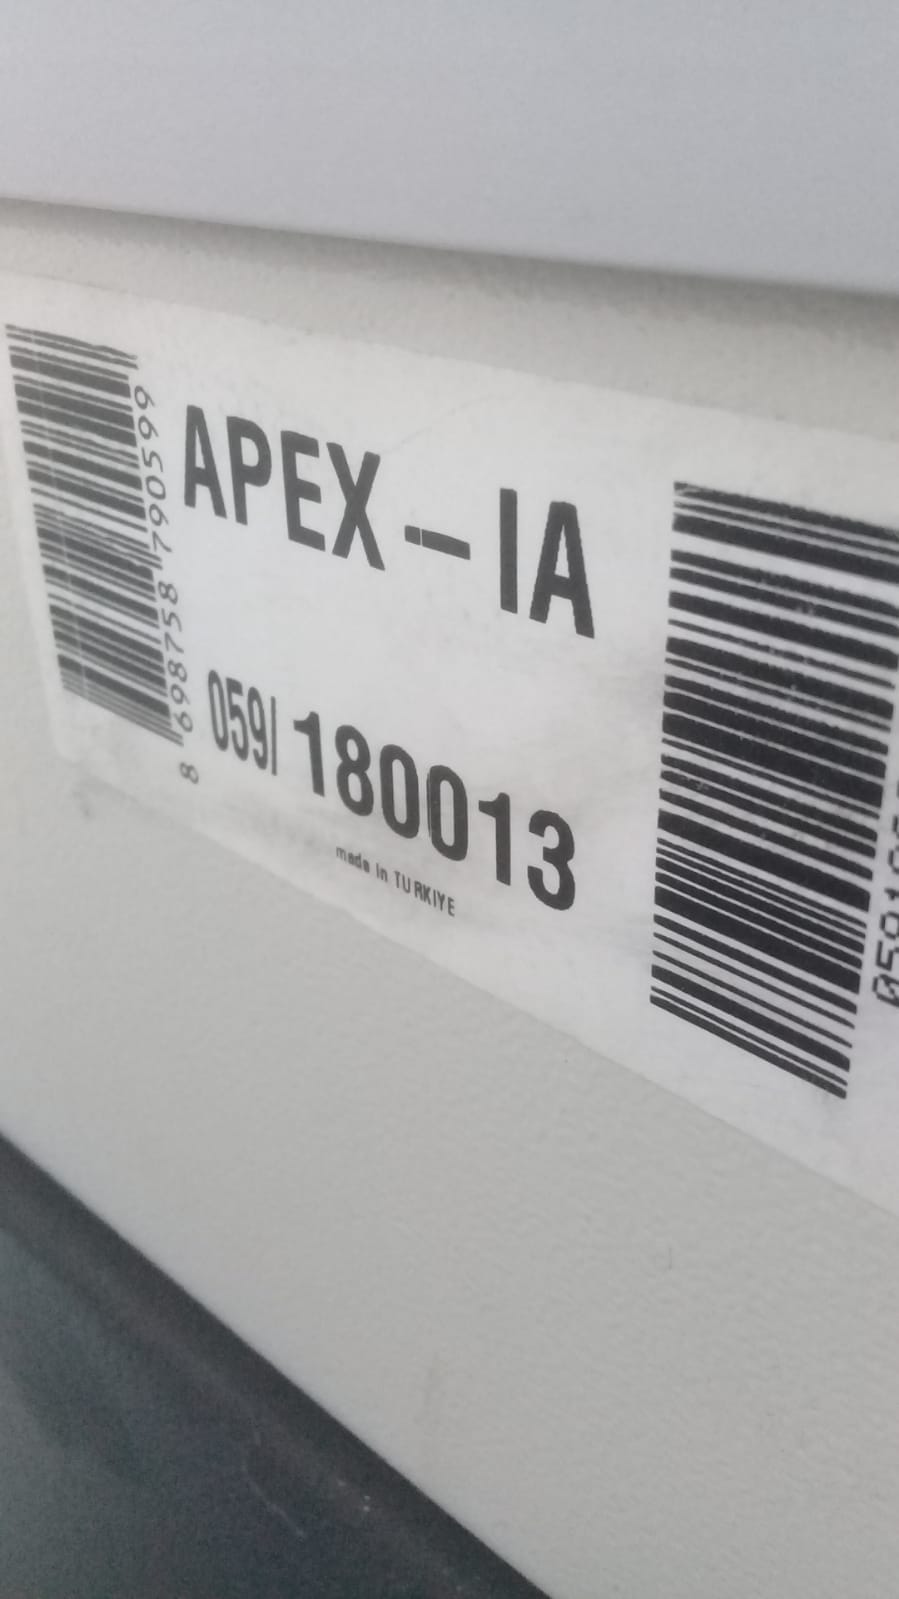 8 698758 790599
APEX – IA
059/ 180013
made in TURKIYE